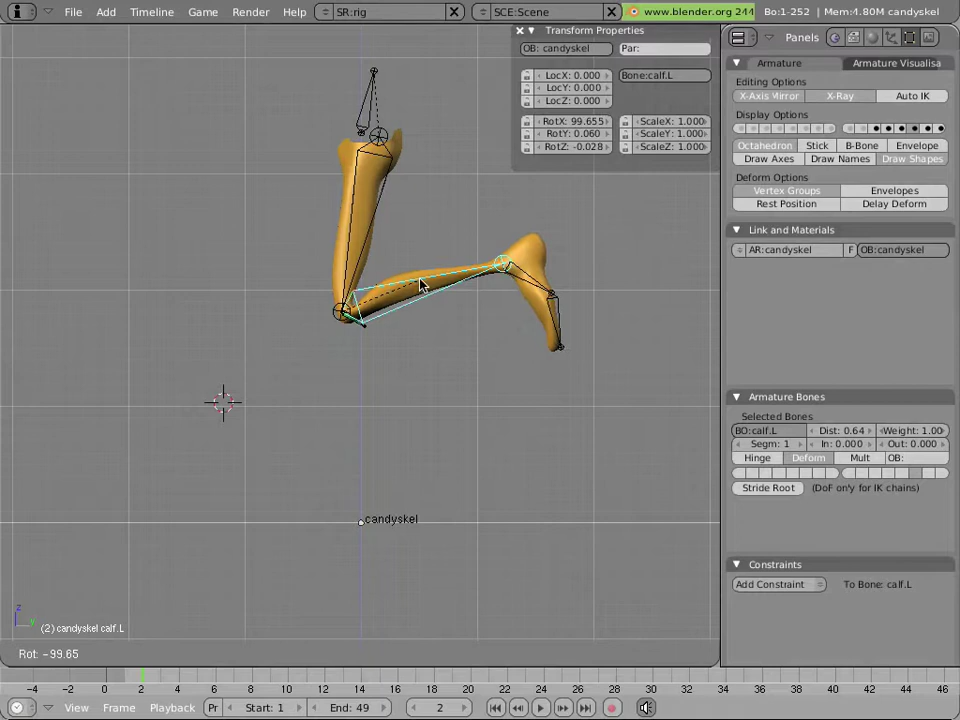 File Add Timeline Game Render Help SR:rig SCE:Scene www.blender.org 244 Bo:1-252 | Mem:4.80M candyskel
Transform Properties
OB: candyskel Par:
LocX: 0.000 Bone:calf.L
LocY: 0.000
LocZ: 0.000
RotX: 99.655 ScaleX: 1.000
RotY: 0.060 ScaleY: 1.000
RotZ: -0.028 ScaleZ: 1.000
Panels
Armature Armature Visualisa
Editing Options
X-Axis Mirror X-Ray Auto IK
Display Options
Octahedron Stick B-Bone Envelope
Draw Axes Draw Names Draw Shapes
Deform Options
Vertex Groups Envelopes
Rest Position Delay Deform
Link and Materials
AR:candyskel F OB:candyskel
Armature Bones
Selected Bones
BO:calf.L Dist: 0.64 Weight: 1.00
Segm: 1 In: 0.000 Out: 0.000
Hinge Deform Mult OB:
Stride Root (DoF only for IK chains)
Constraints
Add Constraint To Bone: calf.L
candyskel
z
y
(2) candyskel calf.L
Rot: -99.65
-4 -2 0 2 4 6 8 10 12 14 16 18 20 22 24 26 28 30 32 34 36 38 40 42 44 46
View Frame Playback Pr Start: 1 End: 49 2